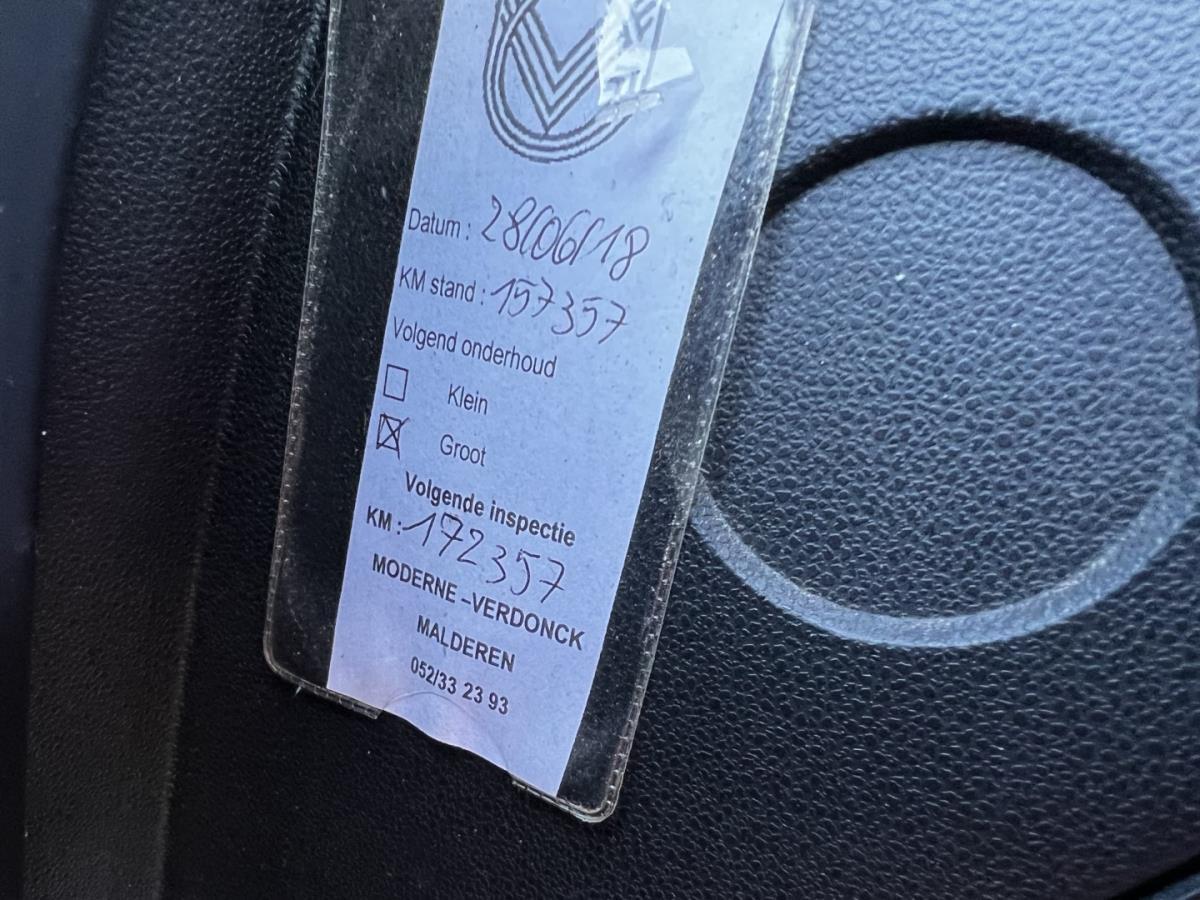 Datum : 28/06/18
KM stand : 157357
Volgend onderhoud
Klein
Groot
Volgende inspectie
KM : 172357
MODERNE -VERDONCK
MALDEREN
052/33 23 93